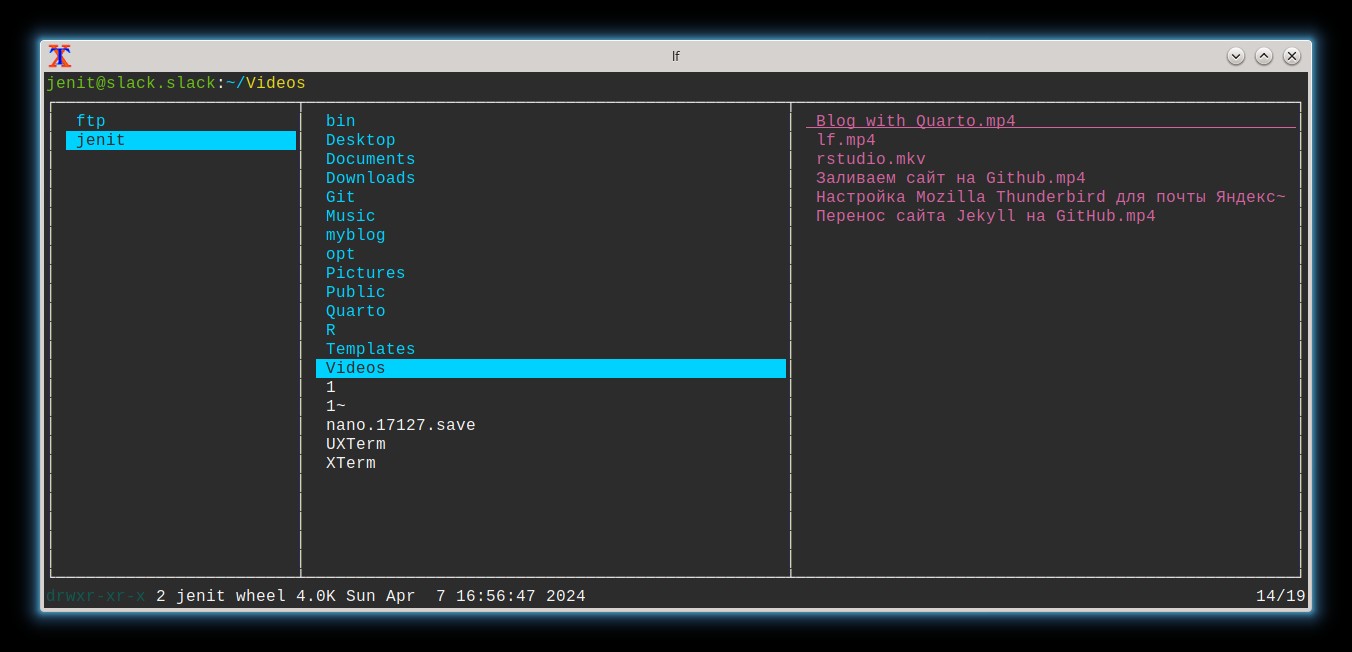 lf
jenit@slack.slack:~/Videos
ftp
jenit
bin
Desktop
Documents
Downloads
Git
Music
myblog
opt
Pictures
Public
Quarto
R
Templates
Videos
1
1~
nano.17127.save
UXTerm
XTerm
Blog with Quarto.mp4
lf.mp4
rstudio.mkv
Заливаем сайт на Github.mp4
Настройка Mozilla Thunderbird для почты Яндекс~
Перенос сайта Jekyll на GitHub.mp4
drwxr-xr-x 2 jenit wheel 4.0K Sun Apr  7 16:56:47 2024 14/19